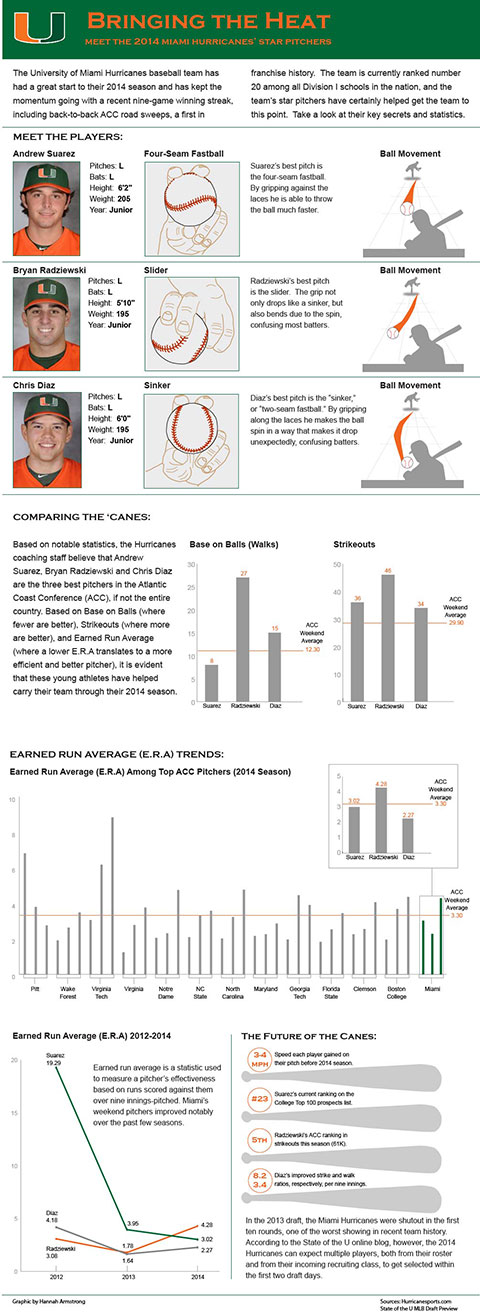 BRINGING THE HEAT
MEET THE 2014 MIAMI HURRICANES' STAR PITCHERS
The University of Miami Hurricanes baseball team has
had a great start to their 2014 season and has kept the
momentum going with a recent nine-game winning streak,
including back-to-back ACC road sweeps, a first in
franchise history. The team is currently ranked number
20 among all Division I schools in the nation, and the
team's star pitchers have certainly helped get the team to
this point. Take a look at their key secrets and statistics.
MEET THE PLAYERS:
Andrew Suarez
Pitches: L
Bats: L
Height: 6'2"
Weight: 205
Year: Junior
Four-Seam Fastball
Suarez's best pitch is
the four-seam fastball.
By gripping against the
laces he is able to throw
the ball much faster.
Ball Movement
Bryan Radziewski
Pitches: L
Bats: L
Height: 5'10"
Weight: 195
Year: Junior
Slider
Radziewski's best pitch
is the slider. The grip not
only drops like a sinker, but
also bends due to the spin,
confusing most batters.
Ball Movement
Chris Diaz
Pitches: L
Bats: L
Height: 6'0"
Weight: 195
Year: Junior
Sinker
Diaz's best pitch is the "sinker,"
or "two-seam fastball." By gripping
along the laces he makes the ball
spin in a way that makes it drop
unexpectedly, confusing batters.
Ball Movement
COMPARING THE 'CANES:
Based on notable statistics, the Hurricanes
coaching staff believe that Andrew
Suarez, Bryan Radziewski and Chris Diaz
are the three best pitchers in the Atlantic
Coast Conference (ACC), if not the entire
country. Based on Base on Balls (where
fewer are better), Strikeouts (where more
are better), and Earned Run Average
(where a lower E.R.A translates to a more
efficient and better pitcher), it is evident
that these young athletes have helped
carry their team through their 2014 season.
Base on Balls (Walks)
30
25
20
15
10
5
0
8
27
15
Suarez
Radziewski
Diaz
ACC
Weekend
Average
12.30
Strikeouts
50
40
30
20
10
0
36
46
34
Suarez
Radziewski
Diaz
ACC
Weekend
Average
29.90
EARNED RUN AVERAGE (E.R.A) TRENDS:
Earned Run Average (E.R.A) Among Top ACC Pitchers (2014 Season)
5
4
3
2
1
0
3.02
4.28
2.27
Suarez
Radziewski
Diaz
ACC
Weekend
Average
3.30
10
8
6
4
2
0
ACC
Weekend
Average
3.30
Pitt
Wake
Forest
Virginia
Tech
Virginia
Notre
Dame
NC
State
North
Carolina
Maryland
Georgia
Tech
Florida
State
Clemson
Boston
College
Miami
Earned Run Average (E.R.A) 2012-2014
20
15
10
5
0
Suarez
19.29
Earned run average is a statistic used
to measure a pitcher's effectiveness
based on runs scored against them
over nine innings-pitched. Miami's
weekend pitchers improved notably
over the past few seasons.
Diaz
4.18
Radziewski
3.08
3.95
1.78
1.64
4.28
3.02
2.27
2012
2013
2014
THE FUTURE OF THE CANES:
3-4
MPH
Speed each player gained on
their pitch before 2014 season.
#23
Suarez's current ranking on the
College Top 100 prospects list.
5TH
Radziewski's ACC ranking in
strikeouts this season (61K).
8.2
3.4
Diaz's improved strike and walk
ratios, respectively, per nine innings.
In the 2013 draft, the Miami Hurricanes were shutout in the first
ten rounds, one of the worst showing in recent team history.
According to the State of the U online blog, however, the 2014
Hurricanes can expect multiple players, both from their roster
and from their incoming recruiting class, to get selected within
the first two draft days.
Graphic by Hannah Armstrong
Sources: Hurricanesports.com
State of the U MLB Draft Preview